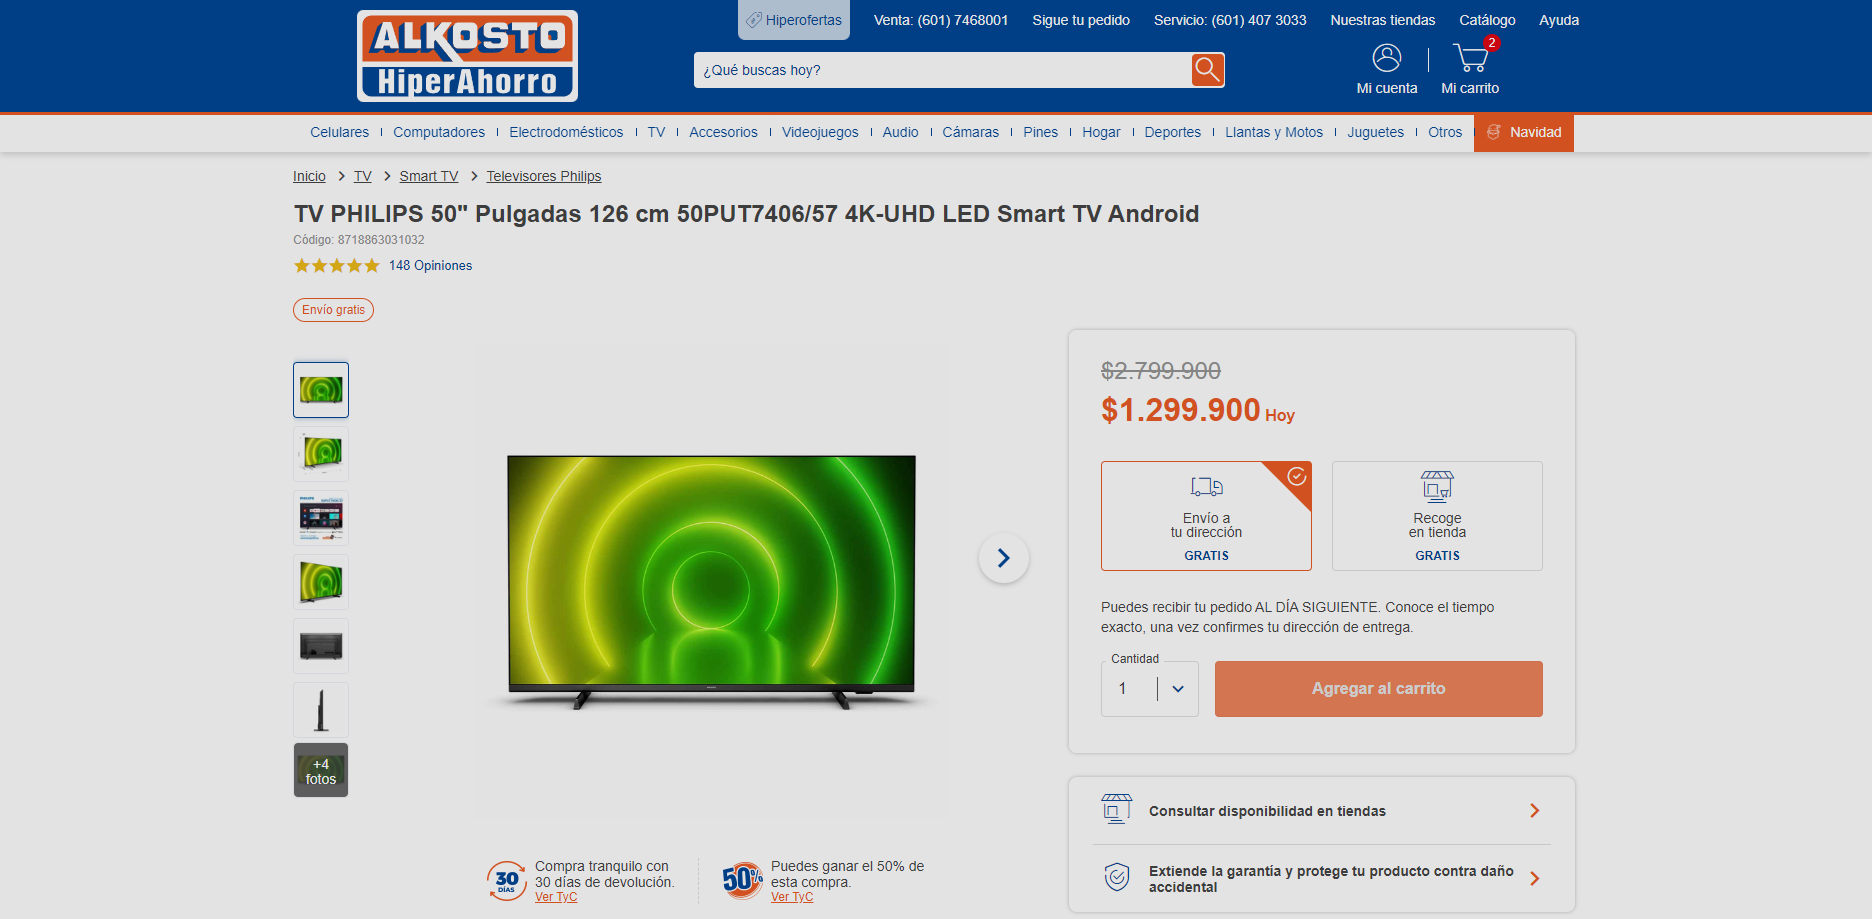 ALKOSTO
HiperAhorro
Hiperofertas
Venta: (601) 7468001
Sigue tu pedido
Servicio: (601) 407 3033
Nuestras tiendas
Catálogo
Ayuda
¿Qué buscas hoy?
Mi cuenta
2
Mi carrito
Celulares
Computadores
Electrodomésticos
TV
Accesorios
Videojuegos
Audio
Cámaras
Pines
Hogar
Deportes
Llantas y Motos
Juguetes
Otros
Navidad
Inicio > TV > Smart TV > Televisores Philips
TV PHILIPS 50" Pulgadas 126 cm 50PUT7406/57 4K-UHD LED Smart TV Android
Código: 8718863031032
148 Opiniones
Envío gratis
+4
fotos
$2.799.900
$1.299.900 Hoy
Envío a
tu dirección
GRATIS
Recoge
en tienda
GRATIS
Puedes recibir tu pedido AL DÍA SIGUIENTE. Conoce el tiempo
exacto, una vez confirmes tu dirección de entrega.
Cantidad
1
Agregar al carrito
Consultar disponibilidad en tiendas
Extiende la garantía y protege tu producto contra daño
accidental
30
DÍAS
Compra tranquilo con
30 días de devolución.
Ver TyC
50%
Puedes ganar el 50% de
esta compra.
Ver TyC